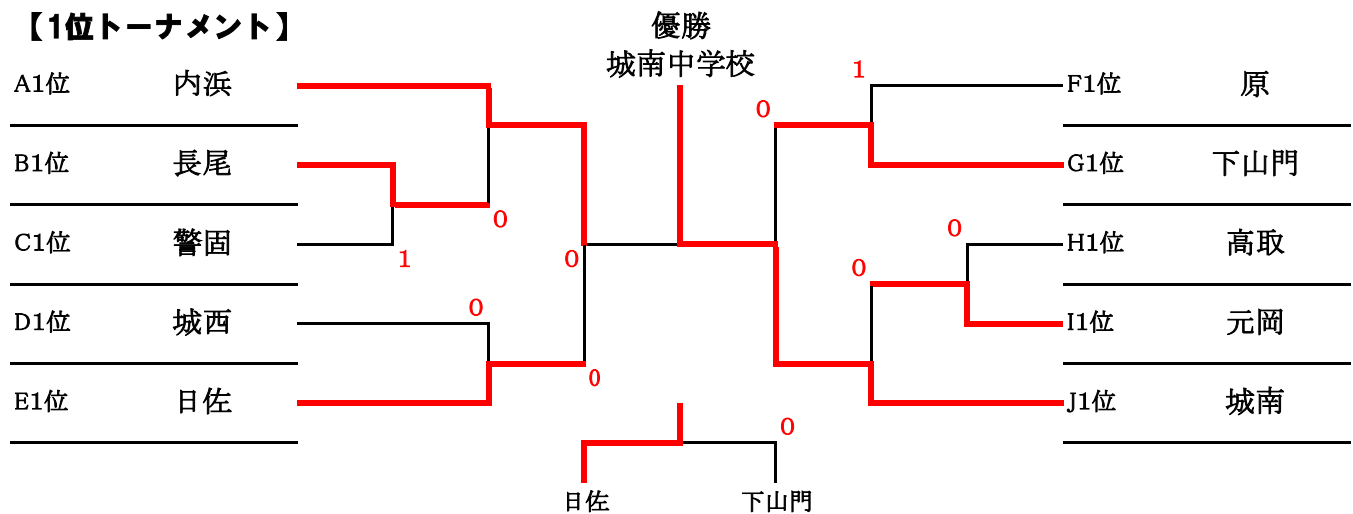 【1位トーナメント】
優勝
城南中学校
A1位 内浜
B1位 長尾
C1位 警固
D1位 城西
E1位 日佐
0
1
0
0
0
1
0
0
0
F1位 原
G1位 下山門
H1位 高取
I1位 元岡
J1位 城南
0
日佐 下山門